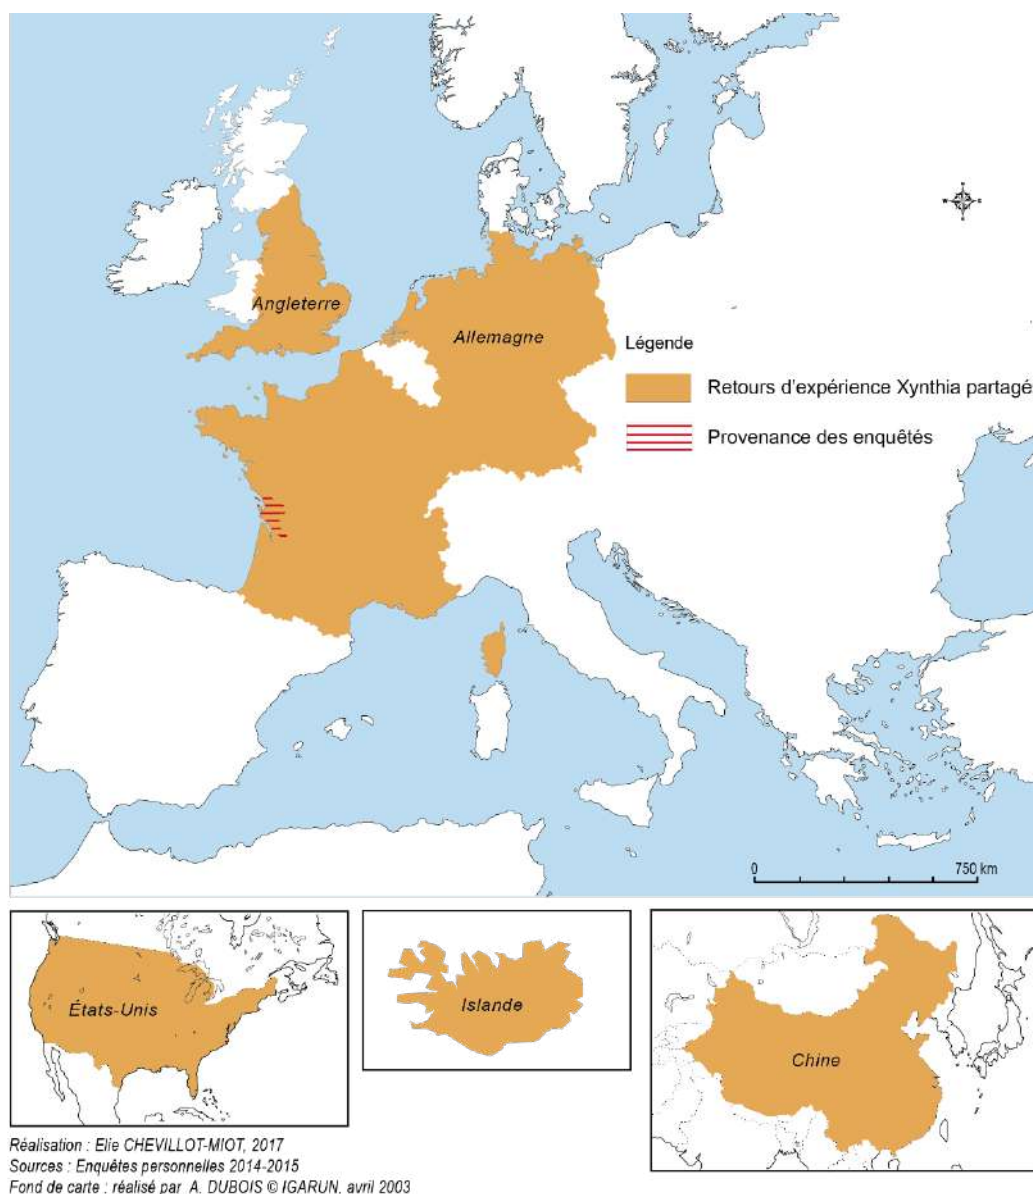 Angleterre
Allemagne
Légende
Retours d'expérience Xynthia partagé
Provenance des enquêtés
0 750 km
États-Unis
Islande
Chine
Réalisation : Elie CHEVILLOT-MIOT, 2017
Sources : Enquêtes personnelles 2014-2015
Fond de carte : réalisé par A. DUBOIS © IGARUN, avril 2003